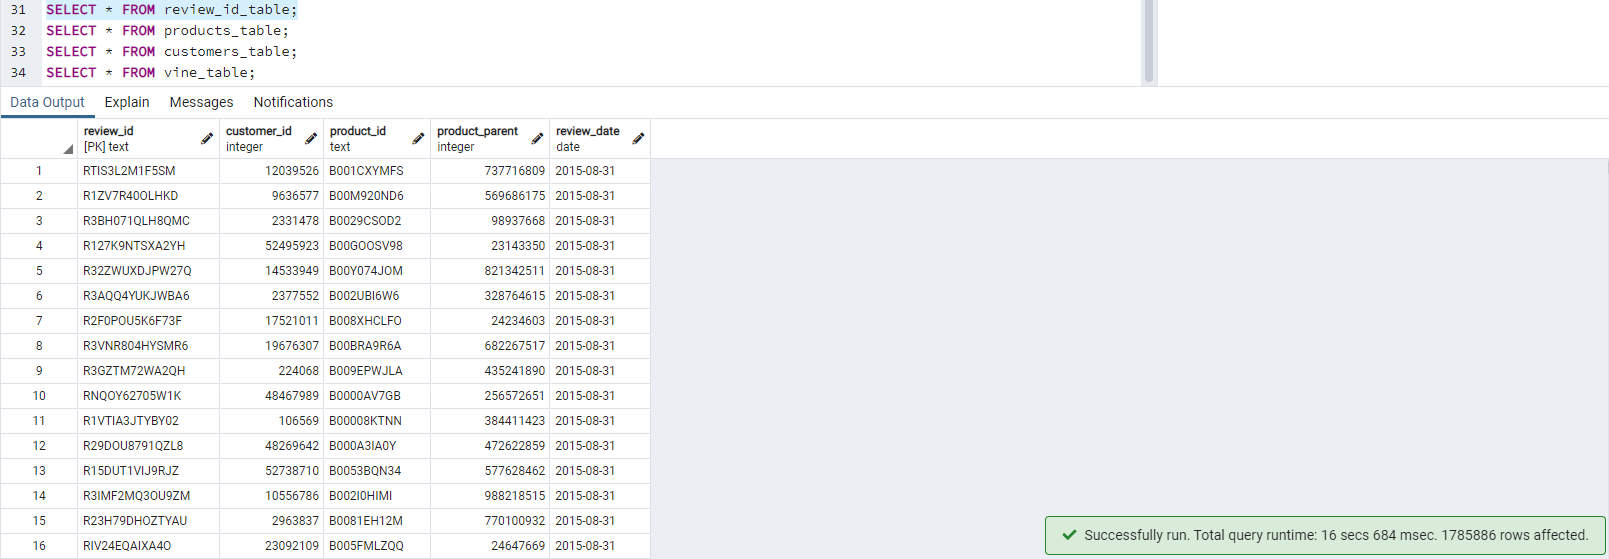 31 SELECT * FROM review_id_table;
32 SELECT * FROM products_table;
33 SELECT * FROM customers_table;
34 SELECT * FROM vine_table;
Data Output Explain Messages Notifications
review_id customer_id product_id product_parent review_date
[PK] text integer text integer date
1 RTIS3L2M1F5SM 12039526 B001CXYMFS 737716809 2015-08-31
2 R1ZV7R40OLHKD 9636577 B00M920ND6 569686175 2015-08-31
3 R3BH071QLH8QMC 2331478 B0029CSOD2 98937668 2015-08-31
4 R127K9NTSXA2YH 52495923 B00GOOSV98 23143350 2015-08-31
5 R32ZWUXDJPW27Q 14533949 B00Y074JOM 821342511 2015-08-31
6 R3AQQ4YUKJWBA6 2377552 B002UBI6W6 328764615 2015-08-31
7 R2F0POU5K6F73F 17521011 B008XHCLFO 24234603 2015-08-31
8 R3VNR804HYSMR6 19676307 B00BRA9R6A 682267517 2015-08-31
9 R3GZTM72WA2QH 224068 B009EPWJLA 435241890 2015-08-31
10 RNQOY62705W1K 48467989 B0000AV7GB 256572651 2015-08-31
11 R1VTIA3JTYBY02 106569 B00008KTNN 384411423 2015-08-31
12 R29DOU8791QZL8 48269642 B000A3IA0Y 472622859 2015-08-31
13 R15DUT1VIJ9RJZ 52738710 B0053BQN34 577628462 2015-08-31
14 R3IMF2MQ3OU9ZM 10556786 B002I0HIMI 988218515 2015-08-31
15 R23H79DHOZTYAU 2963837 B0081EH12M 770100932 2015-08-31
16 RIV24EQAIXA4O 23092109 B005FMLZQQ 24647669 2015-08-31
Successfully run. Total query runtime: 16 secs 684 msec. 1785886 rows affected.